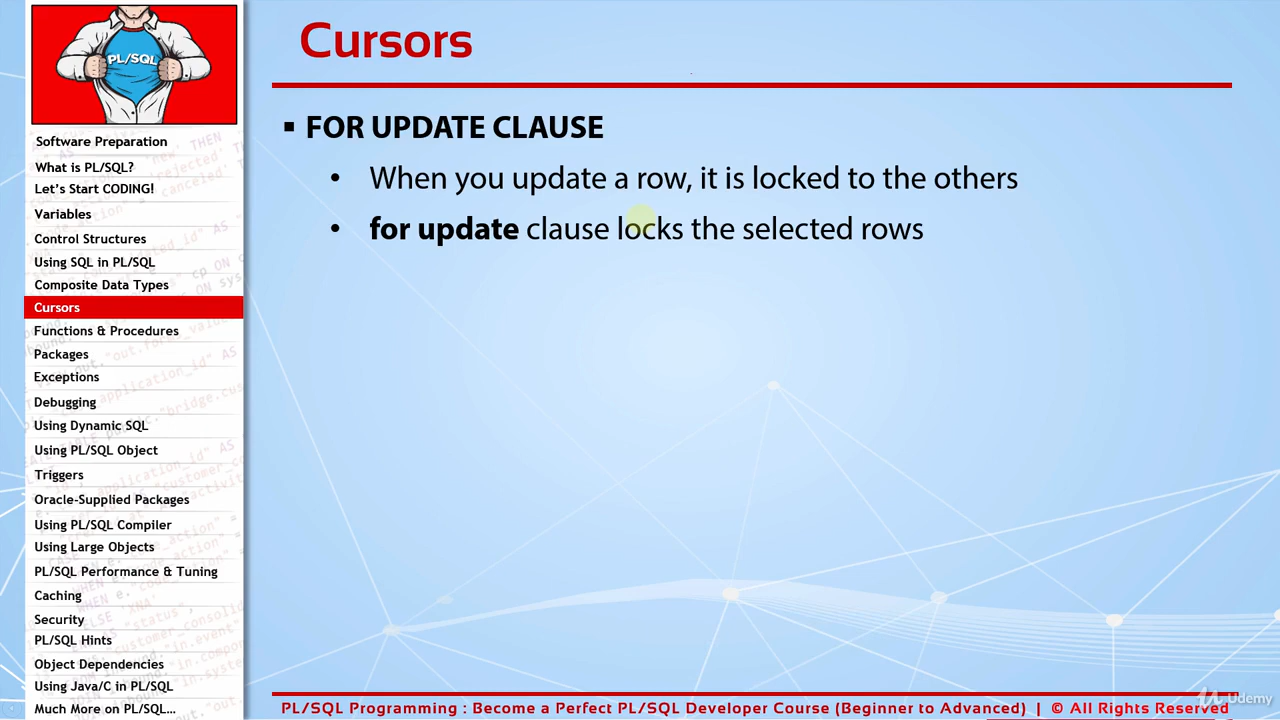 PL/SQL
Cursors
Software Preparation
What is PL/SQL?
Let's Start CODING!
Variables
Control Structures
Using SQL in PL/SQL
Composite Data Types
Cursors
Functions & Procedures
Packages
Exceptions
Debugging
Using Dynamic SQL
Using PL/SQL Object
Triggers
Oracle-Supplied Packages
Using PL/SQL Compiler
Using Large Objects
PL/SQL Performance & Tuning
Caching
Security
PL/SQL Hints
Object Dependencies
Using Java/C in PL/SQL
Much More on PL/SQL...
▪ FOR UPDATE CLAUSE
• When you update a row, it is locked to the others
• for update clause locks the selected rows
PL/SQL Programming : Become a Perfect PL/SQL Developer Course (Beginner to Advanced) | © All Rights Reserved
Udemy